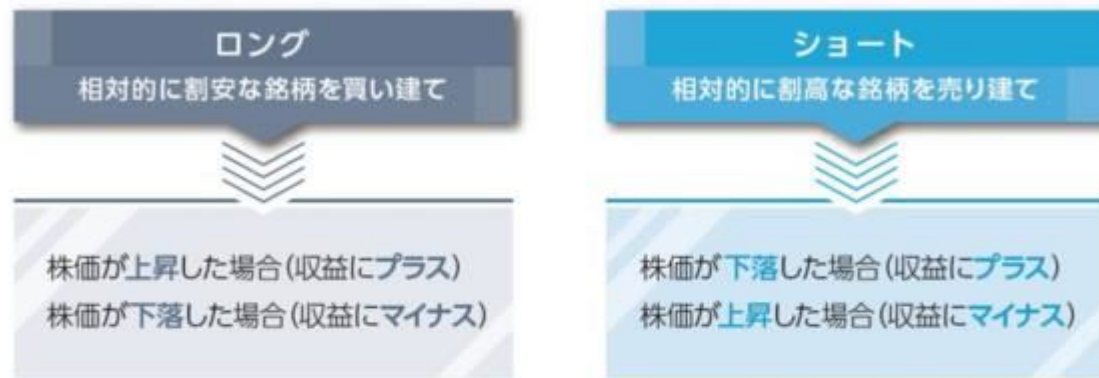 ロング
相対的に割安な銘柄を買い建て
株価が上昇した場合(収益にプラス)
株価が下落した場合(収益にマイナス)
ショート
相対的に割高な銘柄を売り建て
株価が下落した場合(収益にプラス)
株価が上昇した場合(収益にマイナス)